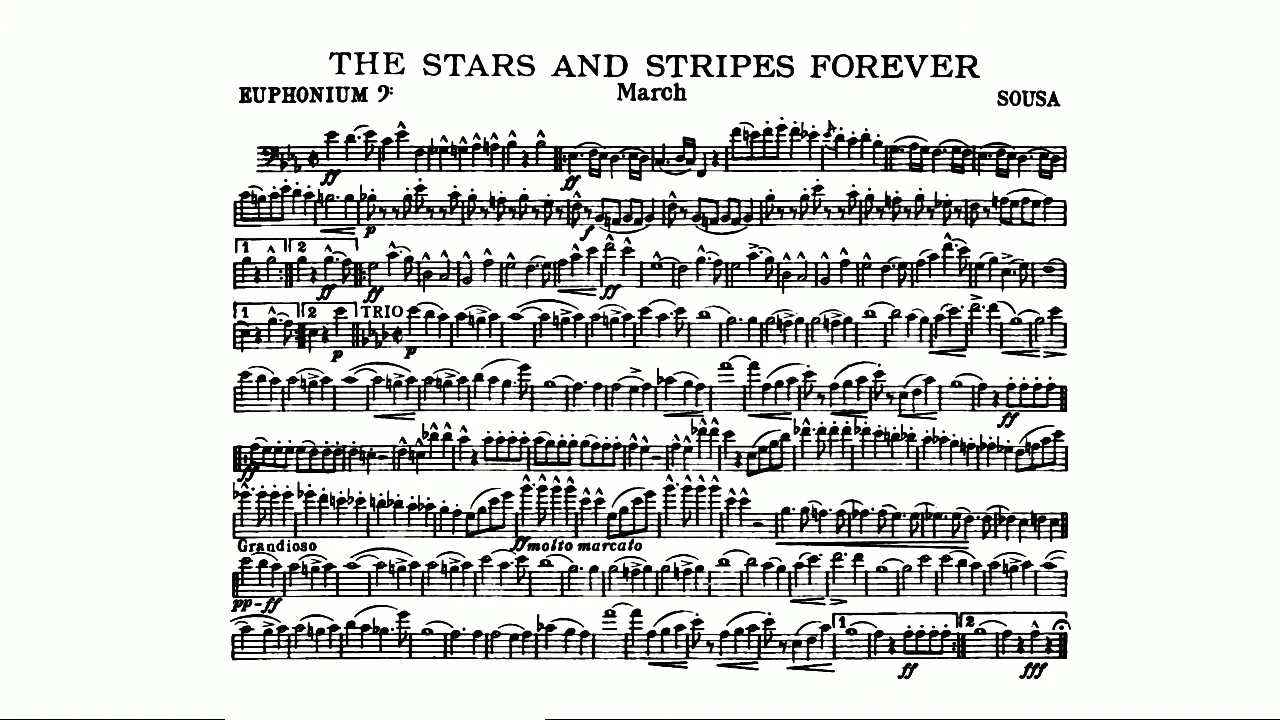 THE STARS AND STRIPES FOREVER
EUPHONIUM 𝄢 March SOUSA
ff ff
p f
1 2 ff ff ff
1 2 p TRIO p
ff
ff
Grandioso ff molto marcato
pp-ff
1 ff 2 fff